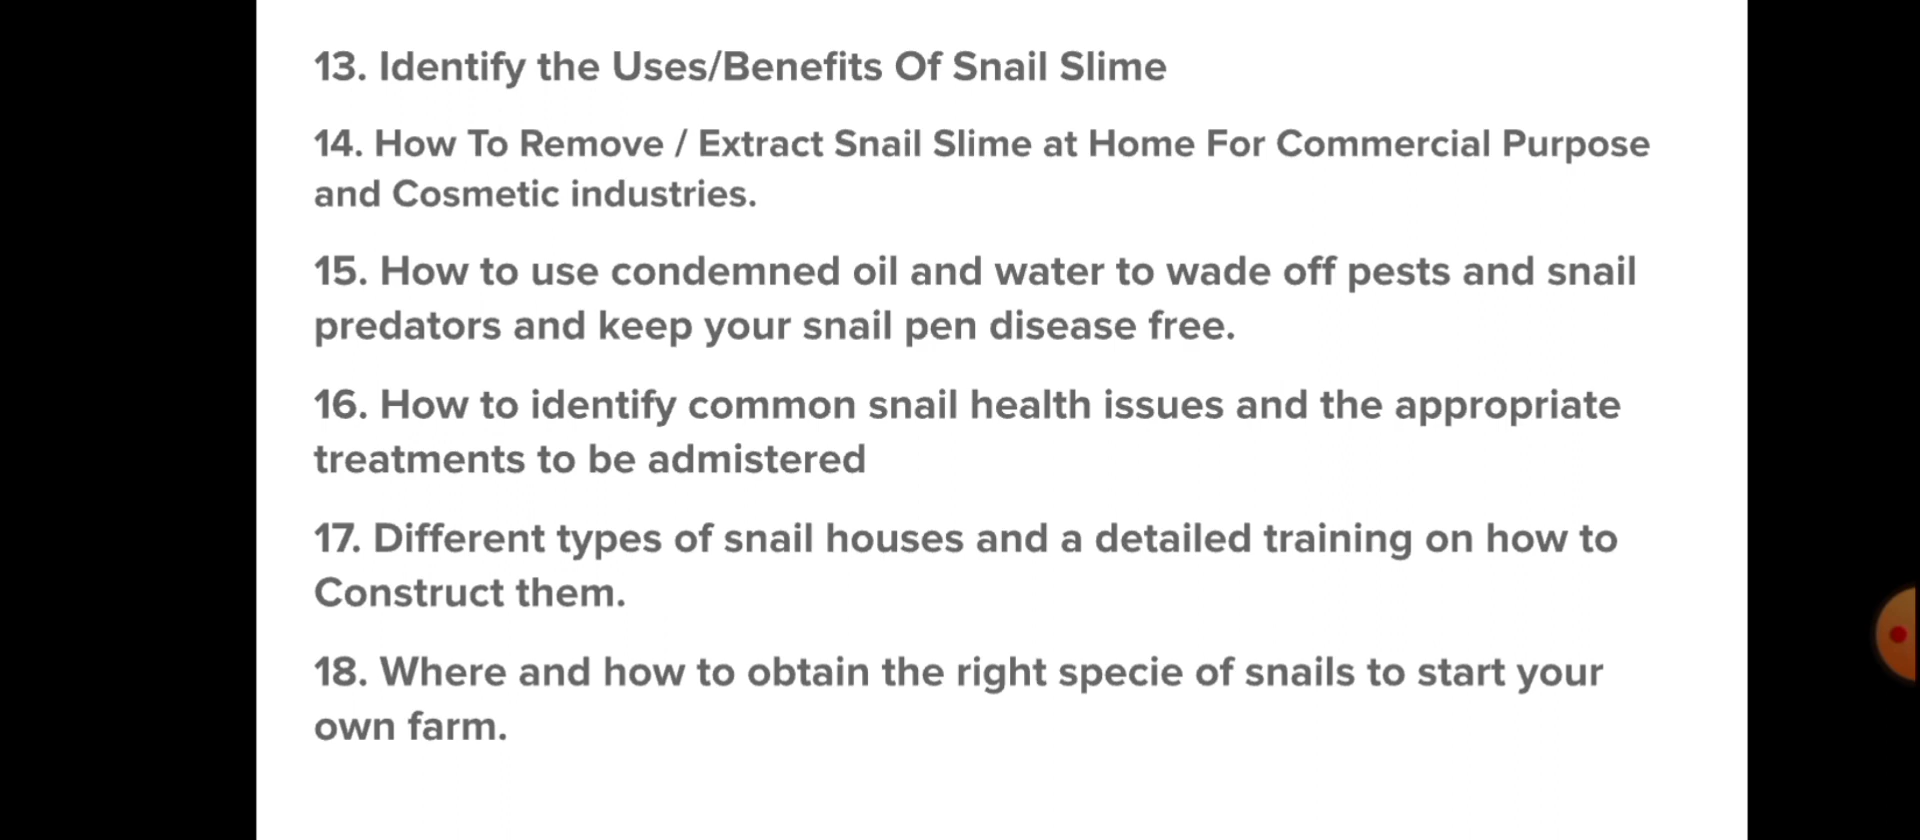 13. Identify the Uses/Benefits Of Snail Slime
14. How To Remove / Extract Snail Slime at Home For Commercial Purpose
and Cosmetic industries.
15. How to use condemned oil and water to wade off pests and snail
predators and keep your snail pen disease free.
16. How to identify common snail health issues and the appropriate
treatments to be admistered
17. Different types of snail houses and a detailed training on how to
Construct them.
18. Where and how to obtain the right specie of snails to start your
own farm.